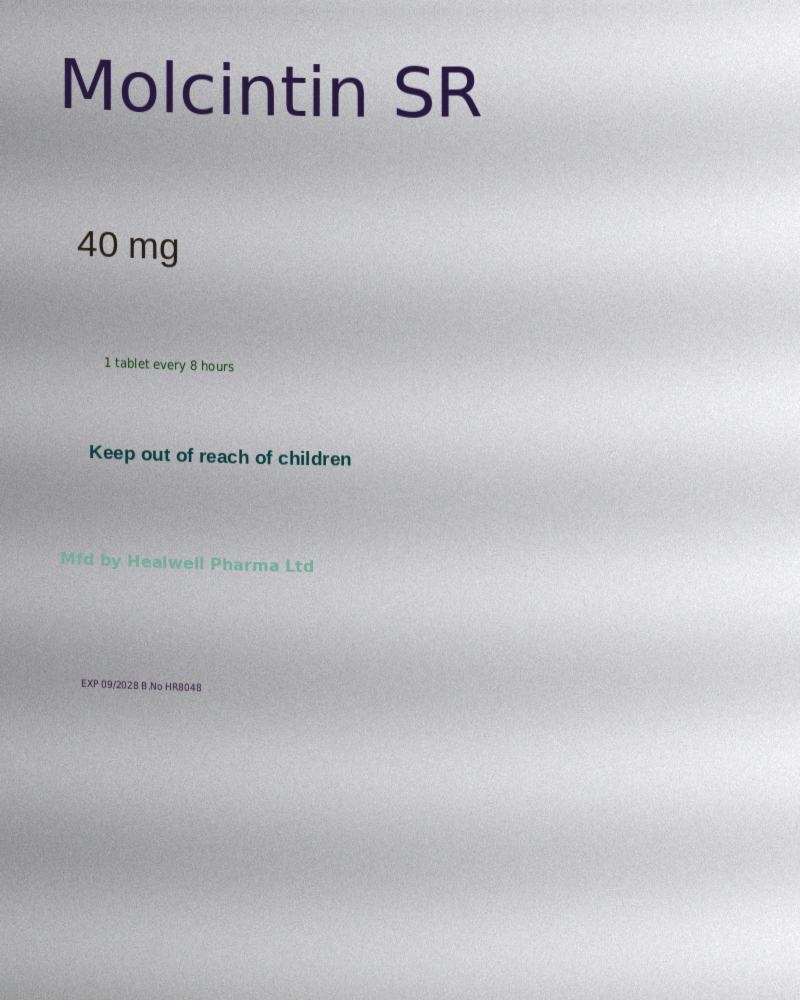 Molcintin SR
40 mg
1 tablet every 8 hours
Keep out of reach of children
Mfd by Healwell Pharma Ltd
EXP 09/2028 B.No HR8048